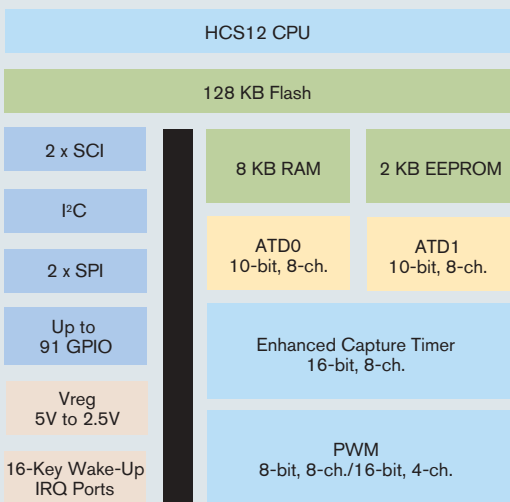 HCS12 CPU
128 KB Flash
2 x SCI
I²C
2 x SPI
Up to
91 GPIO
Vreg
5V to 2.5V
16-Key Wake-Up
IRQ Ports
8 KB RAM
2 KB EEPROM
ATD0
10-bit, 8-ch.
ATD1
10-bit, 8-ch.
Enhanced Capture Timer
16-bit, 8-ch.
PWM
8-bit, 8-ch./16-bit, 4-ch.